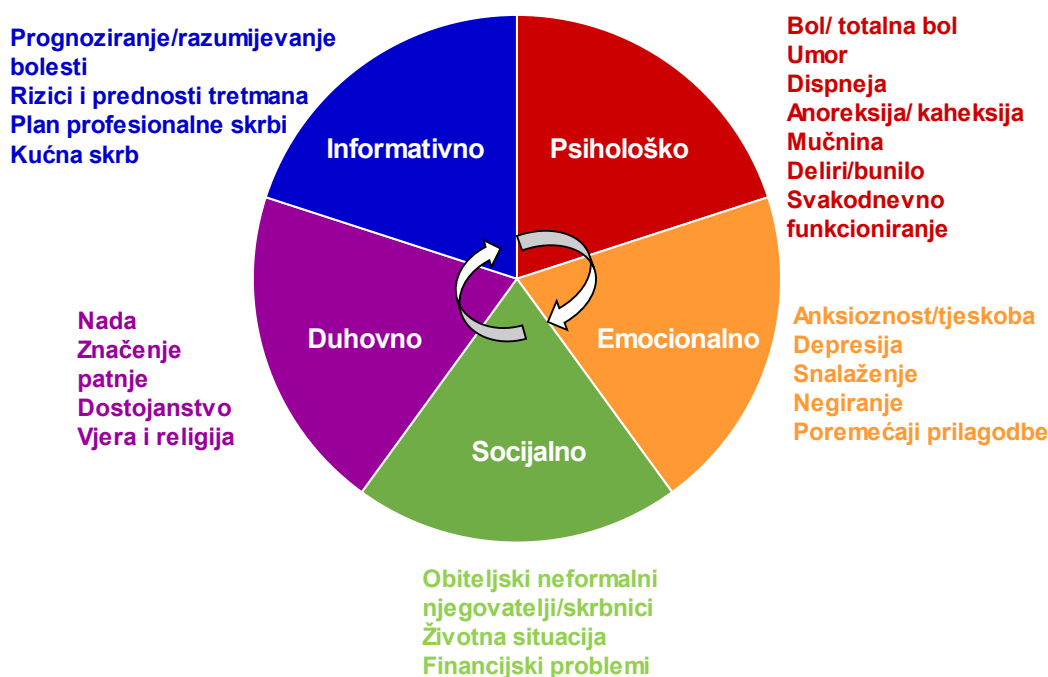 Prognoziranje/razumijevanje
bolesti
Rizici i prednosti tretmana
Plan profesionalne skrbi
Kućna skrb
Bol/ totalna bol
Umor
Dispneja
Anoreksija/ kaheksija
Mučnina
Deliri/bunilo
Svakodnevno
funkcioniranje
Informativno
Psihološko
Duhovno
Emocionalno
Socijalno
Nada
Značenje
patnje
Dostojanstvo
Vjera i religija
Anksioznost/tjeskoba
Depresija
Snalaženje
Negiranje
Poremećaji prilagodbe
Obiteljski neformalni
njegovatelji/skrbnici
Životna situacija
Financijski problemi